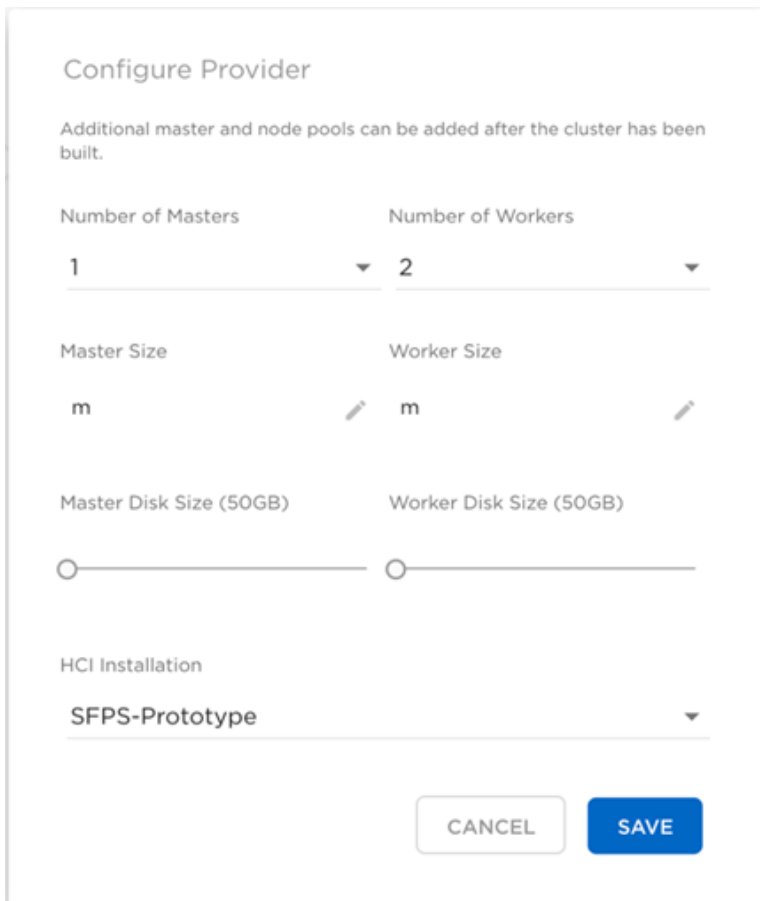 Configure Provider
Additional master and node pools can be added after the cluster has been
built.
Number of Masters
Number of Workers
1
2
Master Size
Worker Size
m
m
Master Disk Size (50GB)
Worker Disk Size (50GB)
HCI Installation
SFPS-Prototype
CANCEL
SAVE